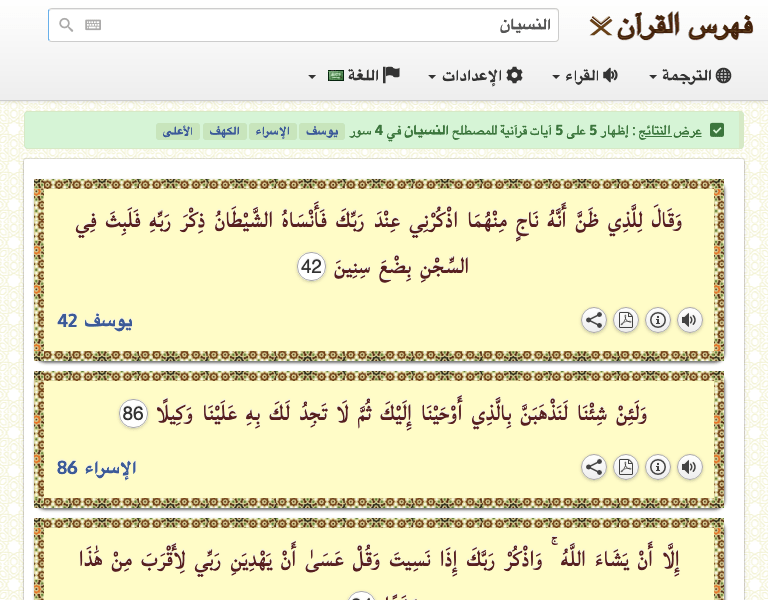 فهرس القرآن
النسيان
الترجمة
القراء
الإعدادات
اللغة
عرض النتائج : إظهار 5 على 5 آيات قرآنية للمصطلح النسيان في 4 سور يوسف الإسراء الكهف الأعلى
وَقَالَ لِلَّذِي ظَنَّ أَنَّهُ نَاجٍ مِنْهُمَا اذْكُرْنِي عِنْدَ رَبِّكَ فَأَنْسَاهُ الشَّيْطَانُ ذِكْرَ رَبِّهِ فَلَبِثَ فِي
السِّجْنِ بِضْعَ سِنِينَ 42
يوسف 42
وَلَئِنْ شِئْنَا لَنَذْهَبَنَّ بِالَّذِي أَوْحَيْنَا إِلَيْكَ ثُمَّ لَا تَجِدُ لَكَ بِهِ عَلَيْنَا وَكِيلًا 86
الإسراء 86
إِلَّا أَنْ يَشَاءَ اللَّهُ ۚ وَاذْكُرْ رَبَّكَ إِذَا نَسِيتَ وَقُلْ عَسَىٰ أَنْ يَهْدِيَنِ رَبِّي لِأَقْرَبَ مِنْ هَٰذَا